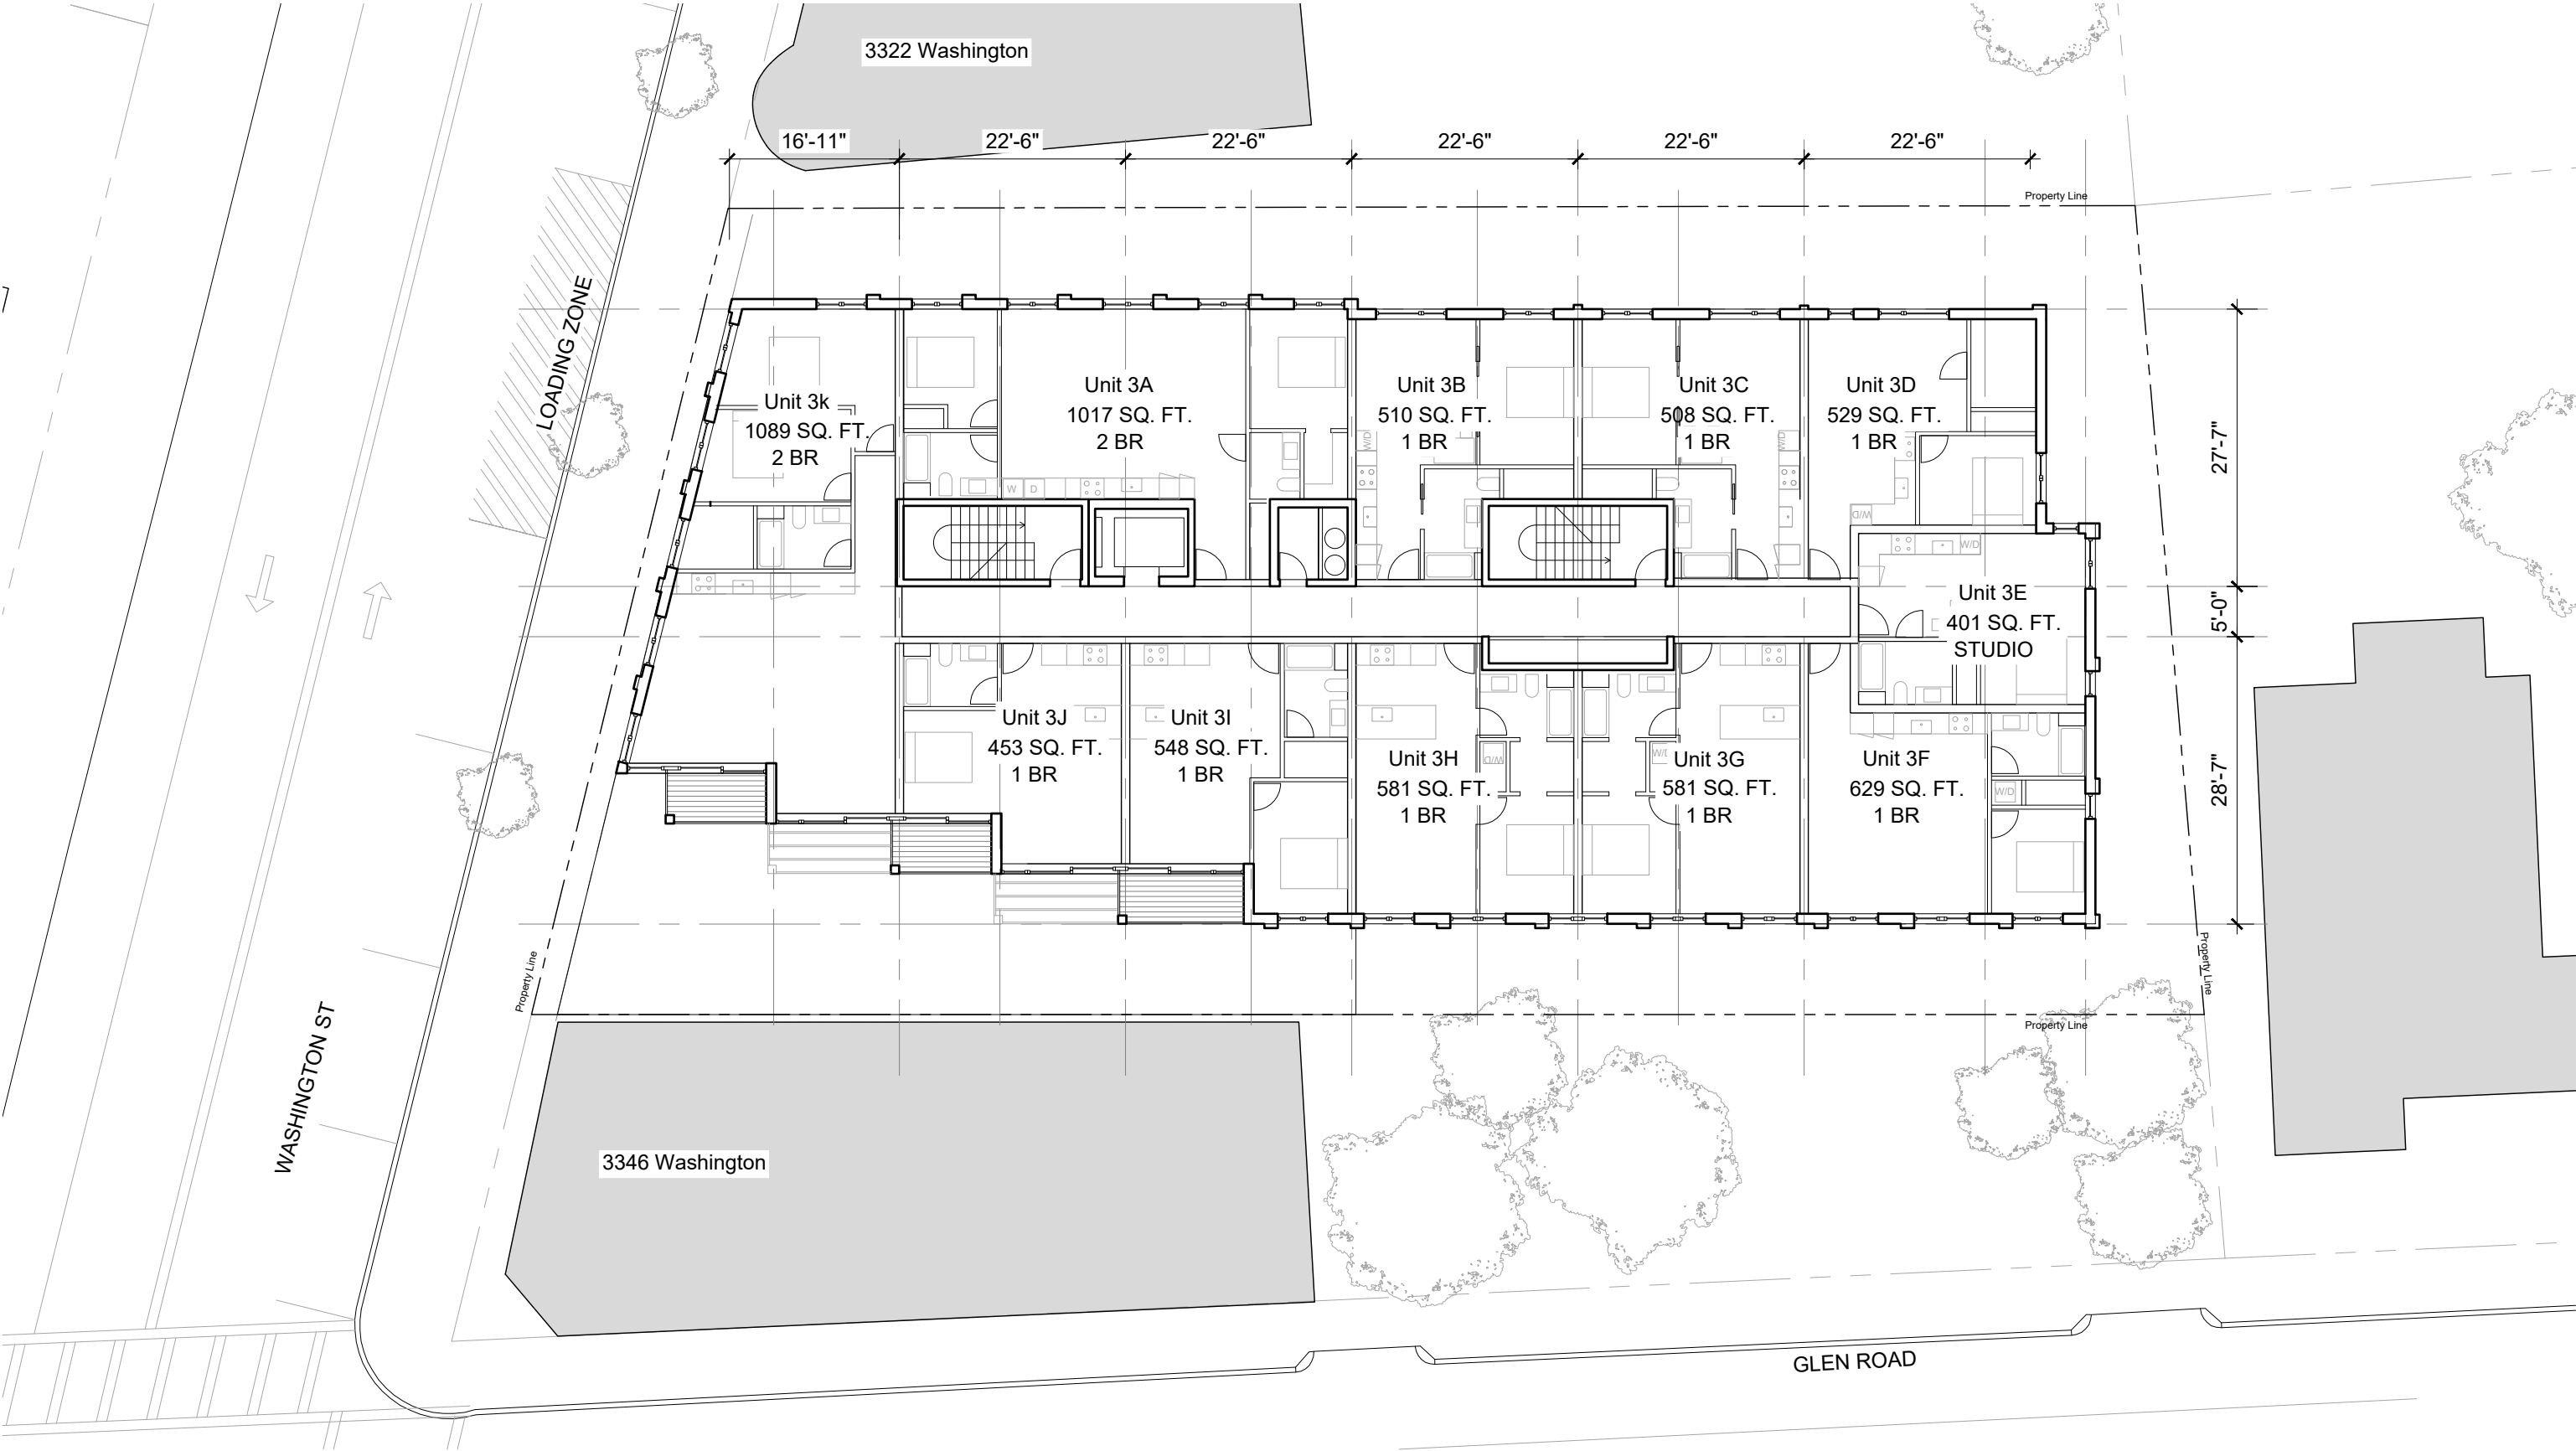 3322 Washington
16'-11"
22'-6"
22'-6"
22'-6"
22'-6"
22'-6"
Property Line
LOADING ZONE
Unit 3k
1089 SQ. FT.
2 BR
Unit 3A
1017 SQ. FT.
2 BR
W
D
Unit 3B
510 SQ. FT.
1 BR
W/D
Unit 3C
508 SQ. FT.
1 BR
W/D
Unit 3D
529 SQ. FT.
1 BR
W/D
27'-7"
Unit 3E
401 SQ. FT.
STUDIO
W/D
5'-0"
Unit 3J
453 SQ. FT.
1 BR
Unit 3I
548 SQ. FT.
1 BR
Unit 3H
581 SQ. FT.
1 BR
W/D
Unit 3G
581 SQ. FT.
1 BR
W/D
Unit 3F
629 SQ. FT.
1 BR
W/D
28'-7"
Property Line
Property Line
Property Line
WASHINGTON ST
3346 Washington
GLEN ROAD